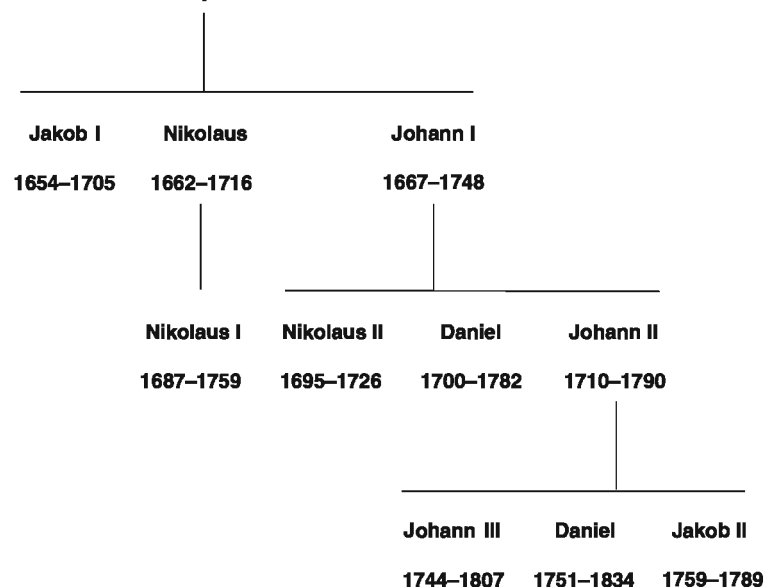 Jakob I Nikolaus Johann I
1654–1705 1662–1716 1667–1748
Nikolaus I Nikolaus II Daniel Johann II
1687–1759 1695–1726 1700–1782 1710–1790
Johann III Daniel Jakob II
1744–1807 1751–1834 1759–1789